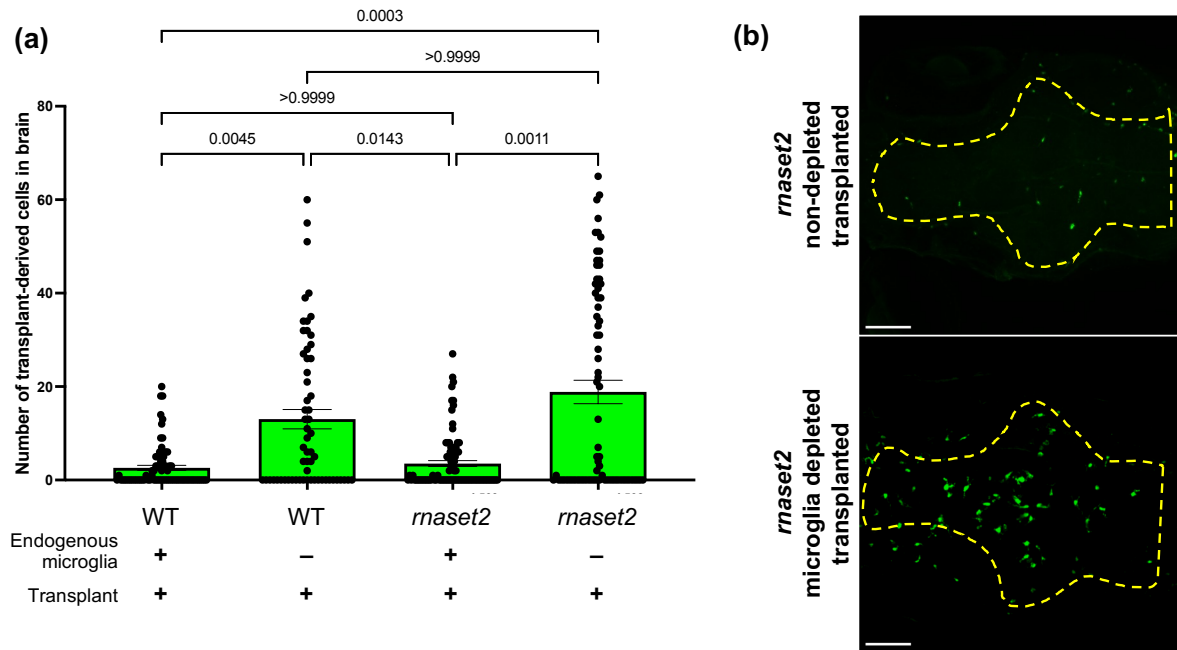 (a)
0.0003
>0.9999
>0.9999
0.0045 0.0143 0.0011
Number of transplant-derived cells in brain
80
60
40
20
0
WT WT rnaset2 rnaset2
Endogenous
microglia + – + –
Transplant + + + +
(b)
rnaset2
non-depleted
transplanted
rnaset2
microglia depleted
transplanted